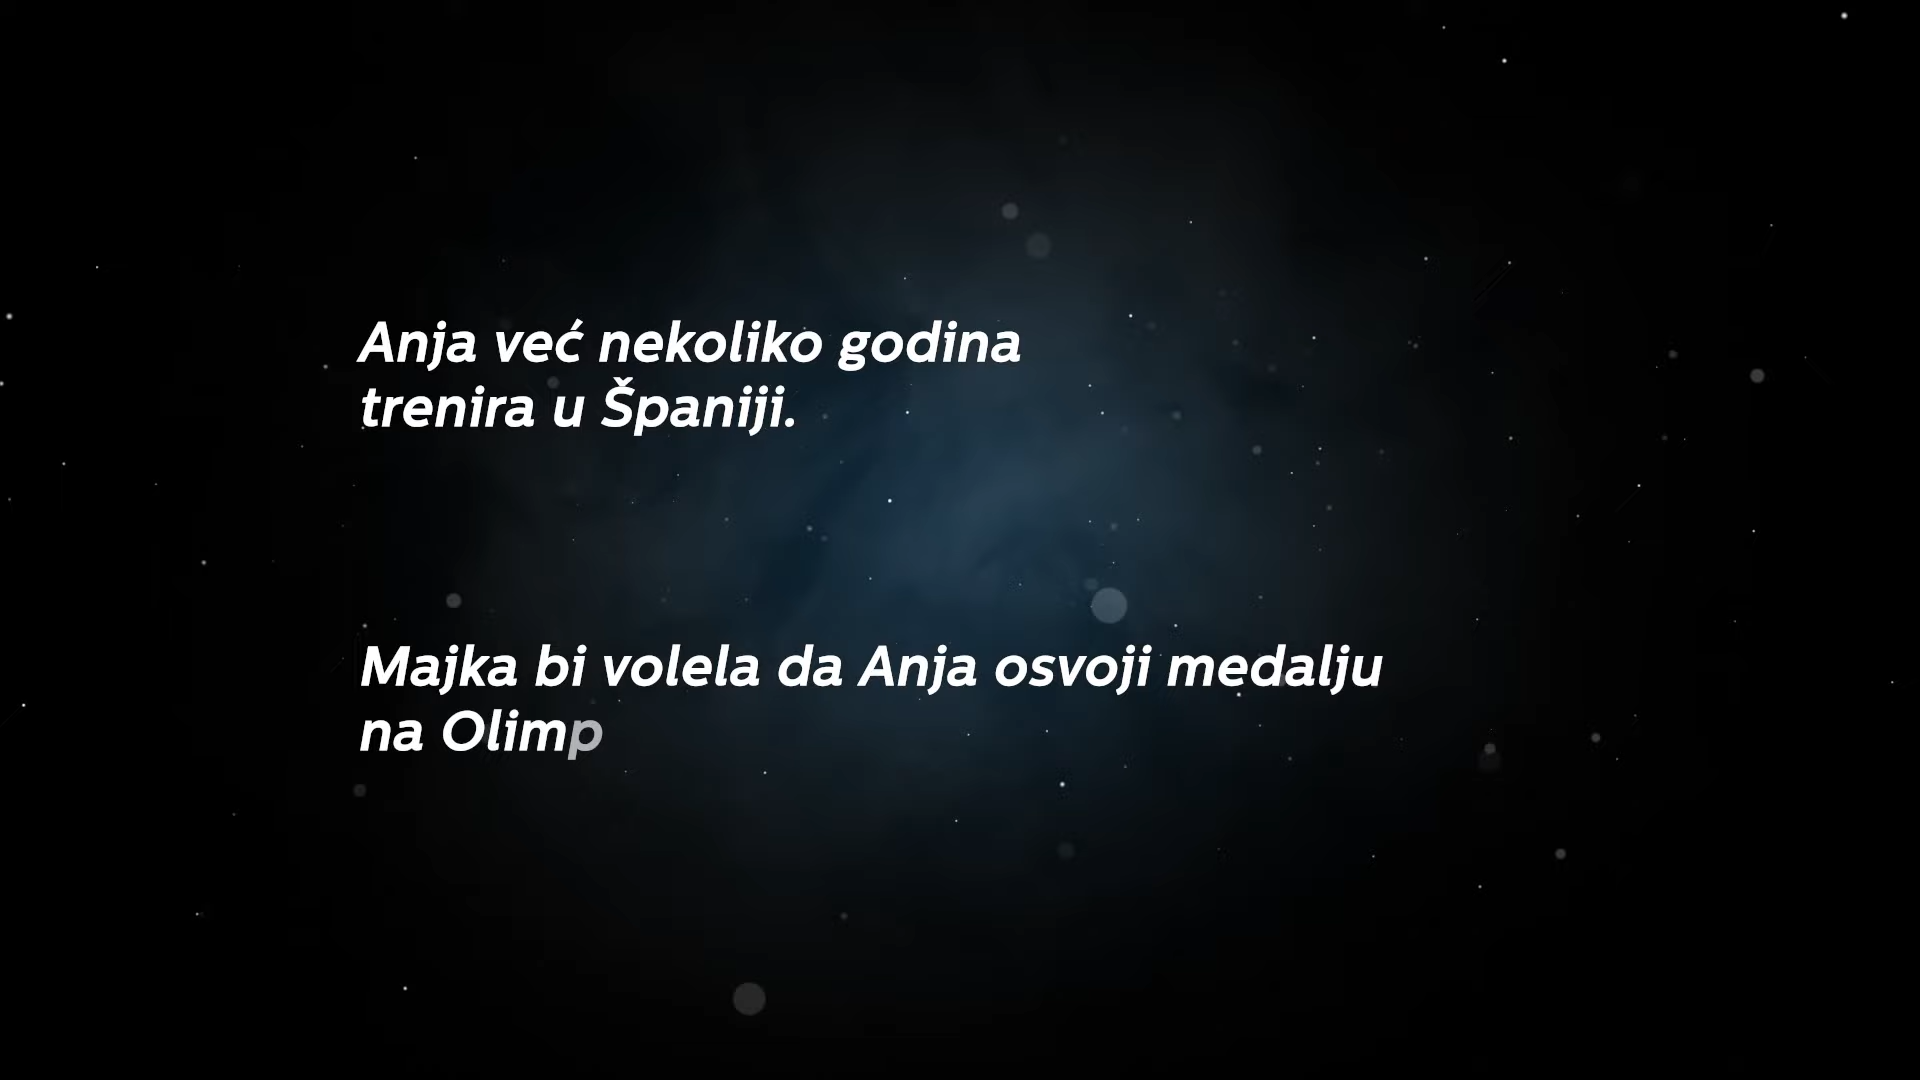 Anja već nekoliko godina
trenira u Španiji.
Majka bi volela da Anja osvoji medalju
na Olimp